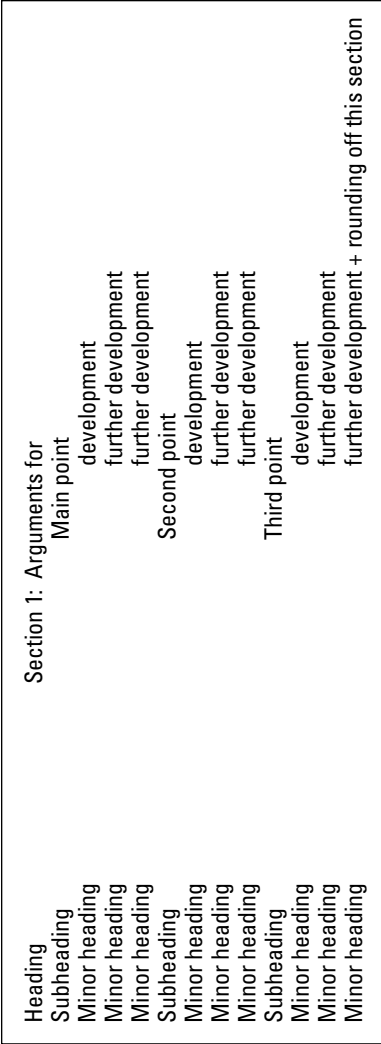 Heading Section 1: Arguments for
Subheading Main point
Minor heading development
Minor heading further development
Minor heading further development
Subheading Second point
Minor heading development
Minor heading further development
Minor heading further development
Subheading Third point
Minor heading development
Minor heading further development
Minor heading further development + rounding off this section